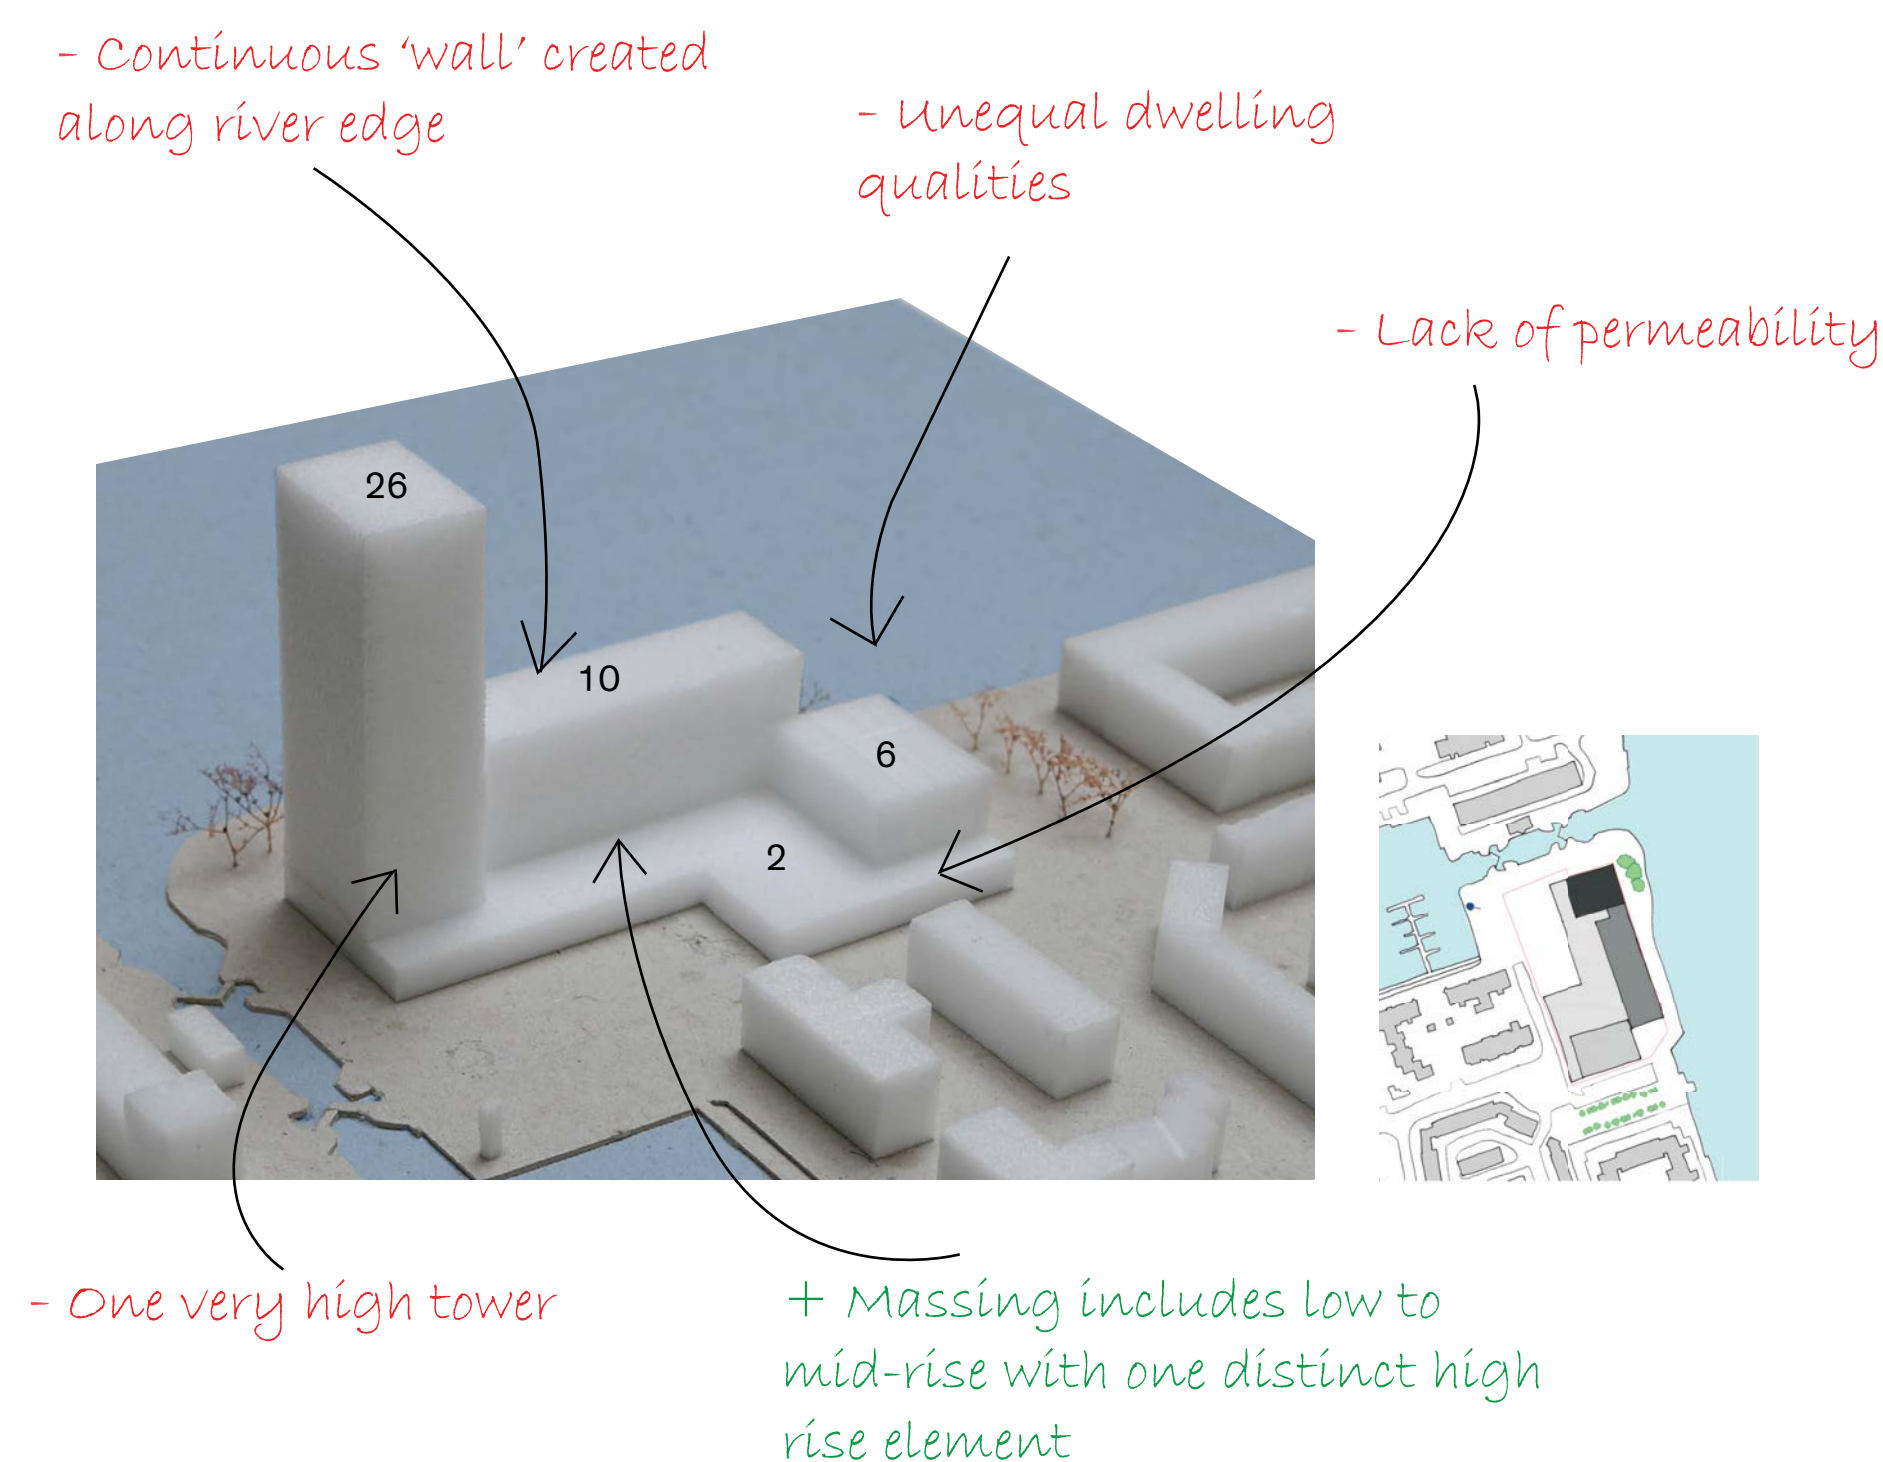 - Continuous ‘wall’ created
along river edge
- Unequal dwelling
qualities
- Lack of permeability
26
10
6
2
- One very high tower
+ Massing includes low to
mid-rise with one distinct high
rise element